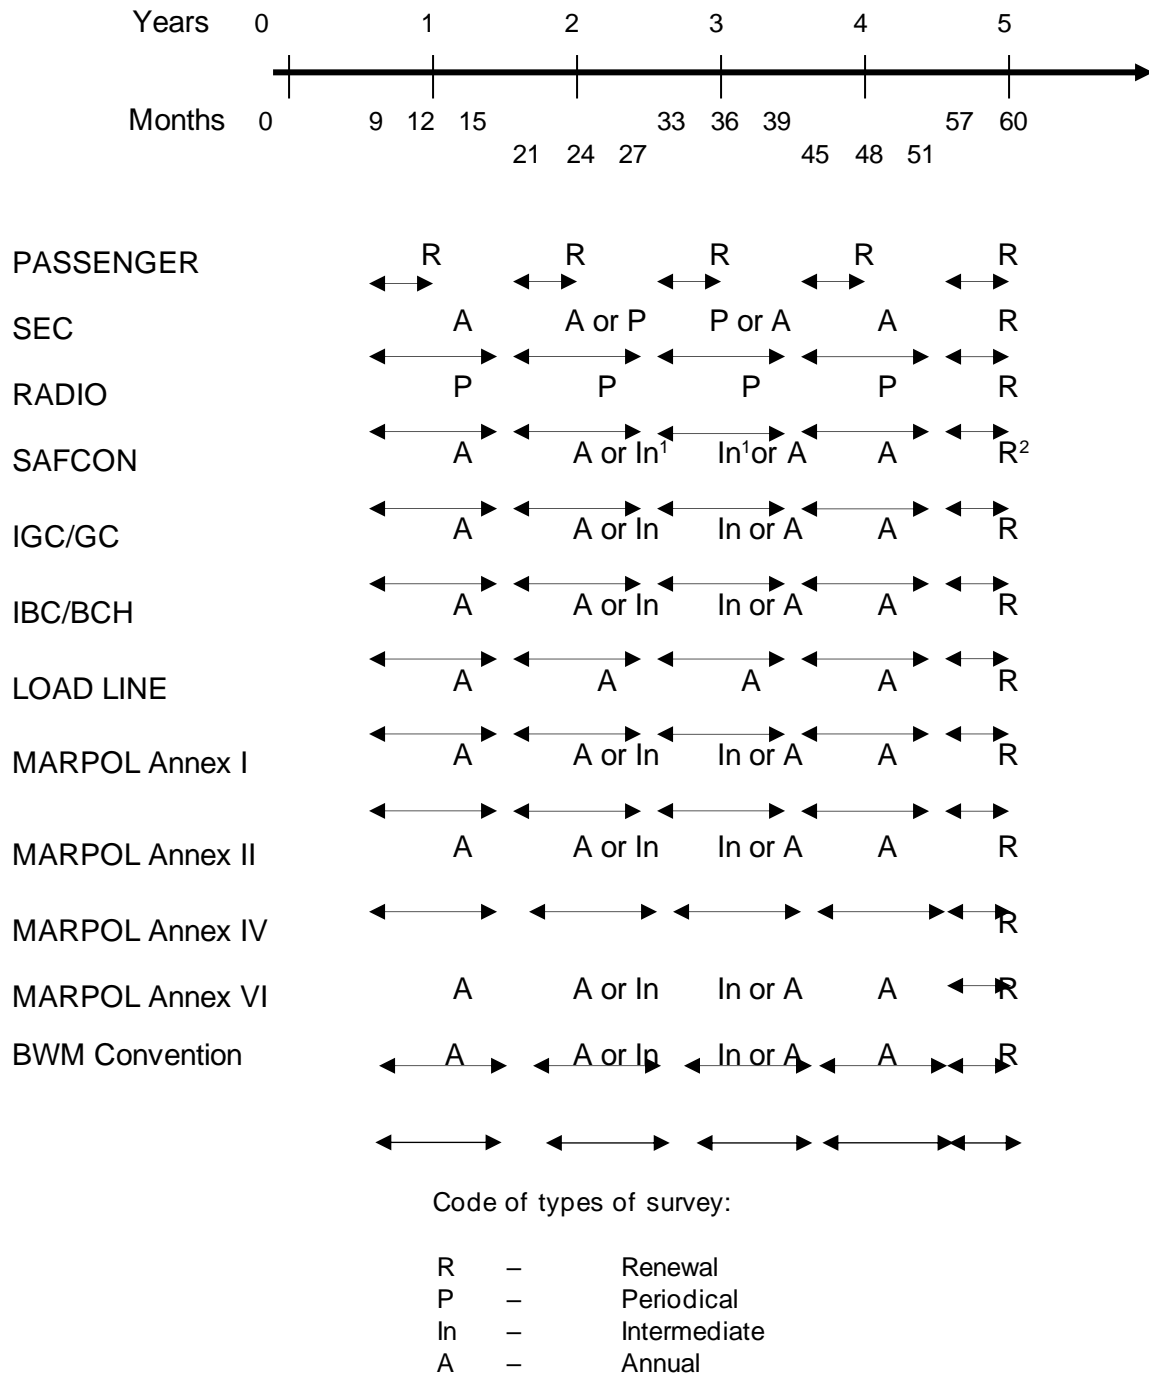 Years 0 1 2 3 4 5
Months 0 9 12 15 33 36 39 57 60
21 24 27 45 48 51
PASSENGER R R R R R
SEC A A or P P or A A R
RADIO P P P P R
SAFCON A A or In¹ In¹or A A R²
IGC/GC A A or In In or A A R
IBC/BCH A A or In In or A A R
LOAD LINE A A A A R
MARPOL Annex I A A or In In or A A R
MARPOL Annex II A A or In In or A A R
MARPOL Annex IV R
MARPOL Annex VI A A or In In or A A R
BWM Convention A A or In In or A A R
Code of types of survey:
R – Renewal
P – Periodical
In – Intermediate
A – Annual